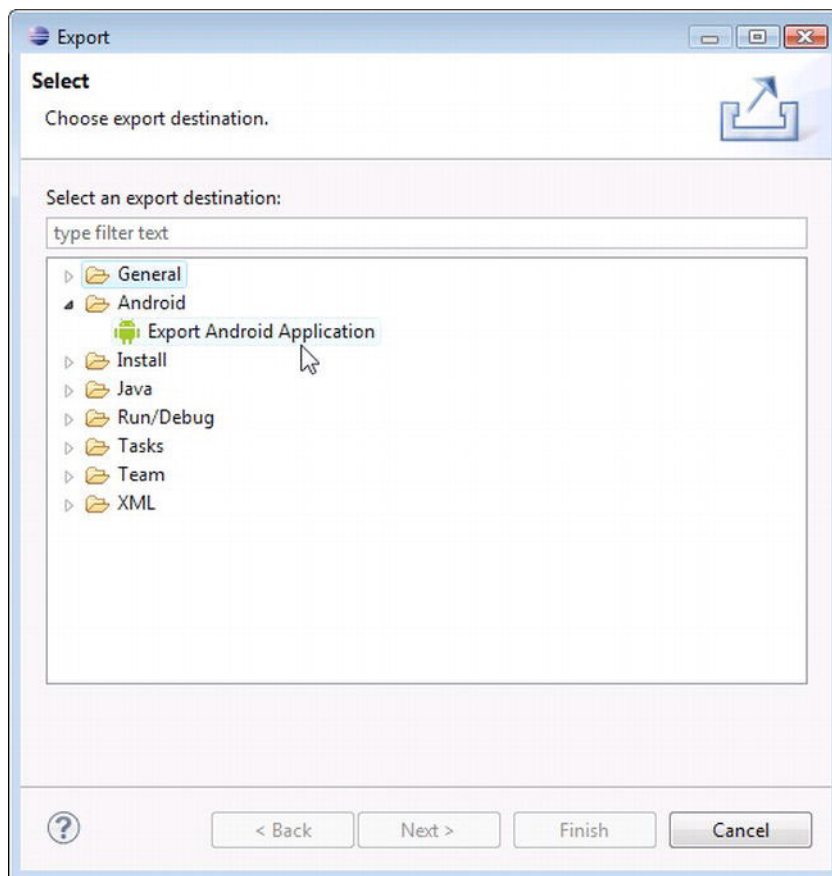 Export
Select
Choose export destination.
Select an export destination:
type filter text
General
Android
Export Android Application
Install
Java
Run/Debug
Tasks
Team
XML
?
< Back
Next >
Finish
Cancel